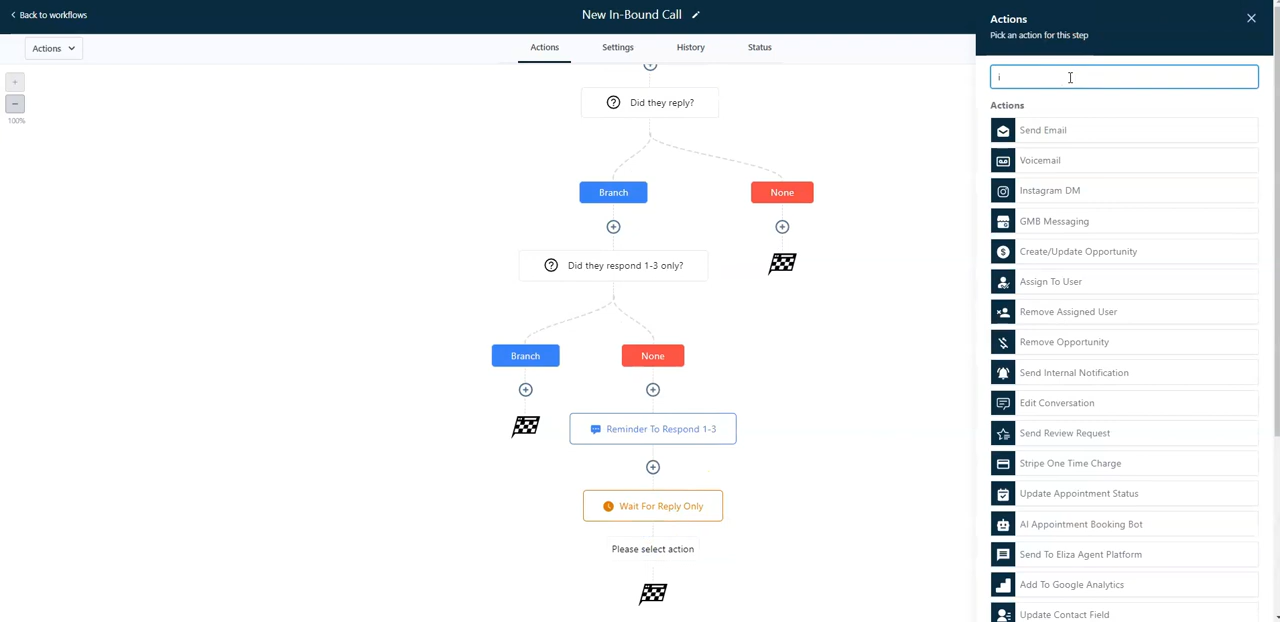 Back to workflows
New In-Bound Call
Actions
Pick an action for this step
Actions
Actions
Settings
History
Status
i
+
−
100%
Actions
Send Email
Voicemail
Instagram DM
GMB Messaging
Create/Update Opportunity
Assign To User
Remove Assigned User
Remove Opportunity
Send Internal Notification
Edit Conversation
Send Review Request
Stripe One Time Charge
Update Appointment Status
AI Appointment Booking Bot
Send To Eliza Agent Platform
Add To Google Analytics
Update Contact Field
Did they reply?
Branch
None
Did they respond 1-3 only?
Branch
None
Reminder To Respond 1-3
Wait For Reply Only
Please select action